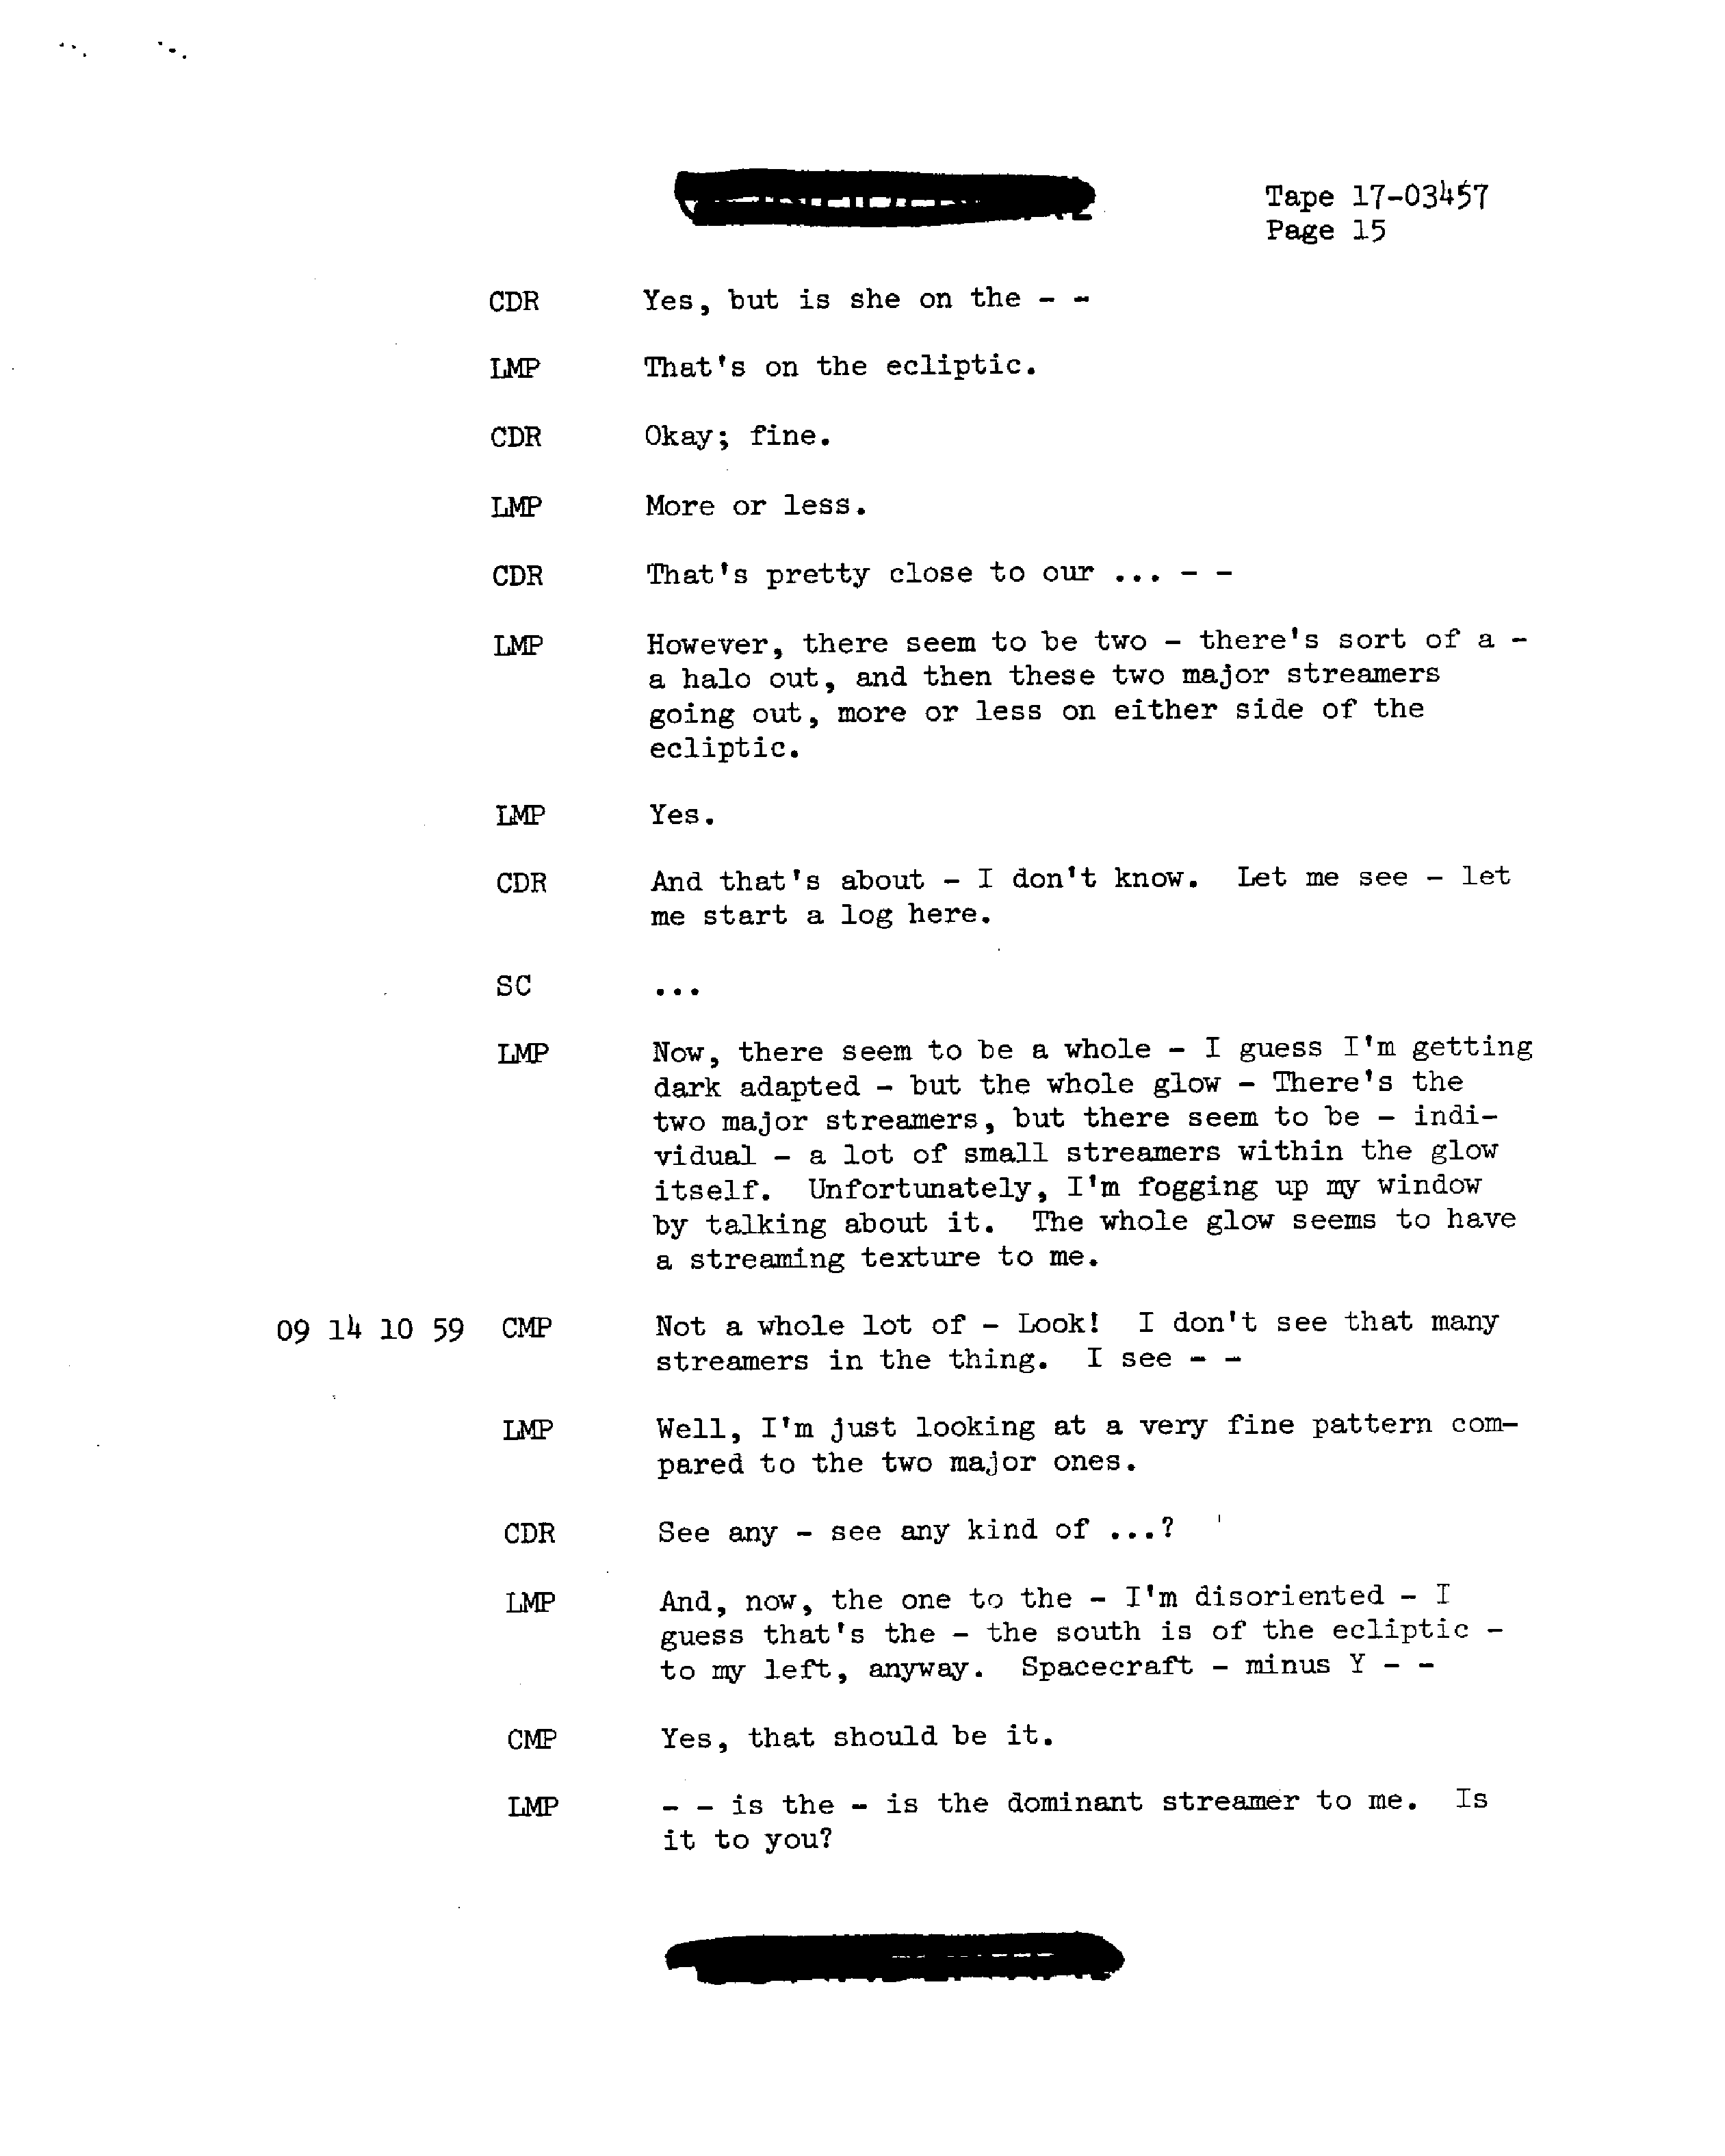 Tape 17-03457
Page 15
CDR Yes, but is she on the - -
LMP That's on the ecliptic.
CDR Okay; fine.
LMP More or less.
CDR That's pretty close to our ... - -
LMP However, there seem to be two - there's sort of a -
a halo out, and then these two major streamers
going out, more or less on either side of the
ecliptic.
LMP Yes.
CDR And that's about - I don't know. Let me see - let
me start a log here.
SC ...
LMP Now, there seem to be a whole - I guess I'm getting
dark adapted - but the whole glow - There's the
two major streamers, but there seem to be - indi-
vidual - a lot of small streamers within the glow
itself. Unfortunately, I'm fogging up my window
by talking about it. The whole glow seems to have
a streaming texture to me.
09 14 10 59 CMP Not a whole lot of - Look! I don't see that many
streamers in the thing. I see - -
LMP Well, I'm just looking at a very fine pattern com-
pared to the two major ones.
CDR See any - see any kind of ...?
LMP And, now, the one to the - I'm disoriented - I
guess that's the - the south is of the ecliptic -
to my left, anyway. Spacecraft - minus Y - -
CMP Yes, that should be it.
LMP - - is the - is the dominant streamer to me. Is
it to you?